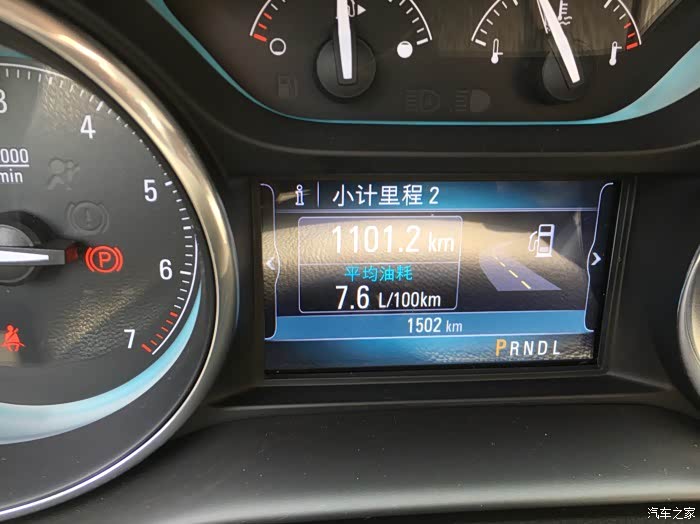 3
4
000
min
5
P
6
7
i 小计里程 2
1101.2 km
平均油耗
7.6 L/100km
1502 km
PRNDL
汽车之家